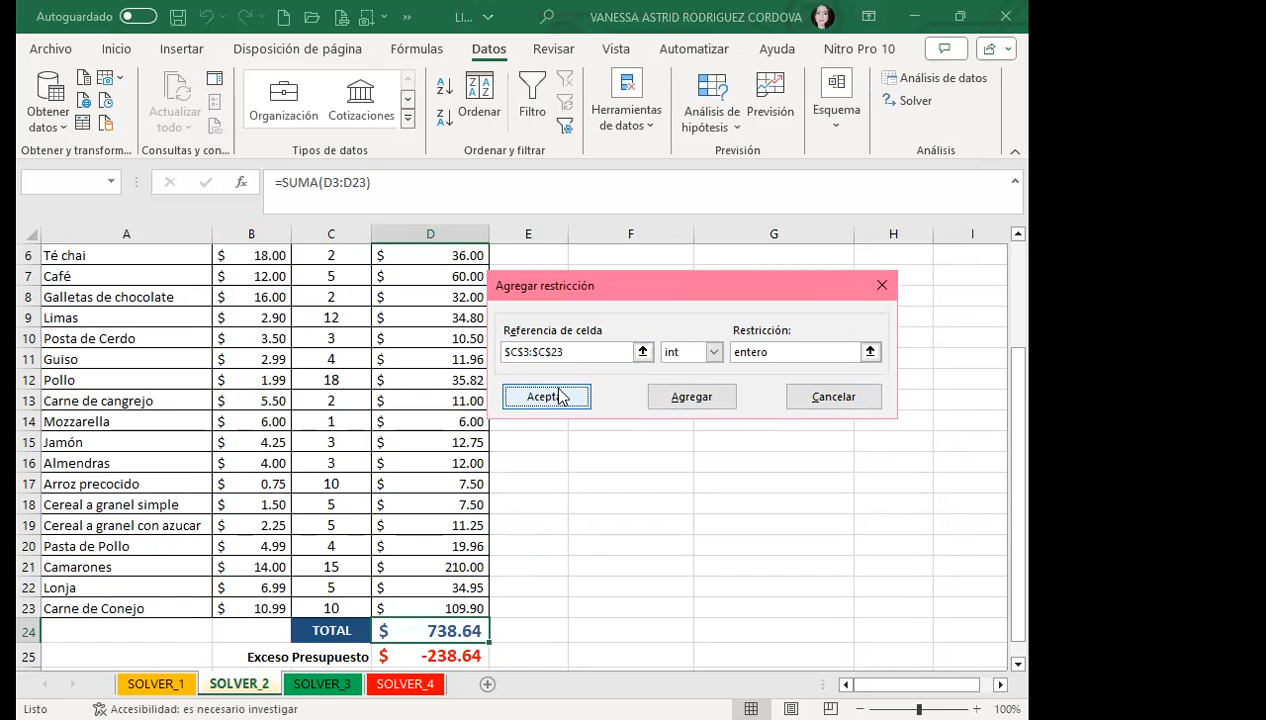 Autoguardado
LI...
VANESSA ASTRID RODRIGUEZ CORDOVA
Archivo Inicio Insertar Disposición de página Fórmulas Datos Revisar Vista Automatizar Ayuda Nitro Pro 10
Obtener datos
Actualizar todo
Organización Cotizaciones
Ordenar
Filtro
Herramientas de datos
Análisis de hipótesis
Previsión
Esquema
Análisis de datos
Solver
Obtener y transform... Consultas y con... Tipos de datos Ordenar y filtrar Previsión Análisis
fx =SUMA(D3:D23)
A B C D E F G H I
6 Té chai $ 18.00 2 $ 36.00
7 Café $ 12.00 5 $ 60.00
8 Galletas de chocolate $ 16.00 2 $ 32.00
9 Limas $ 2.90 12 $ 34.80
10 Posta de Cerdo $ 3.50 3 $ 10.50
11 Guiso $ 2.99 4 $ 11.96
12 Pollo $ 1.99 18 $ 35.82
13 Carne de cangrejo $ 5.50 2 $ 11.00
14 Mozzarella $ 6.00 1 $ 6.00
15 Jamón $ 4.25 3 $ 12.75
16 Almendras $ 4.00 3 $ 12.00
17 Arroz precocido $ 0.75 10 $ 7.50
18 Cereal a granel simple $ 1.50 5 $ 7.50
19 Cereal a granel con azucar $ 2.25 5 $ 11.25
20 Pasta de Pollo $ 4.99 4 $ 19.96
21 Camarones $ 14.00 15 $ 210.00
22 Lonja $ 6.99 5 $ 34.95
23 Carne de Conejo $ 10.99 10 $ 109.90
24 TOTAL $ 738.64
25 Exceso Presupuesto $ -238.64
Agregar restricción
Referencia de celda Restricción:
$C$3:$C$23 int entero
Aceptar Agregar Cancelar
SOLVER_1 SOLVER_2 SOLVER_3 SOLVER_4
Listo Accesibilidad: es necesario investigar 100%